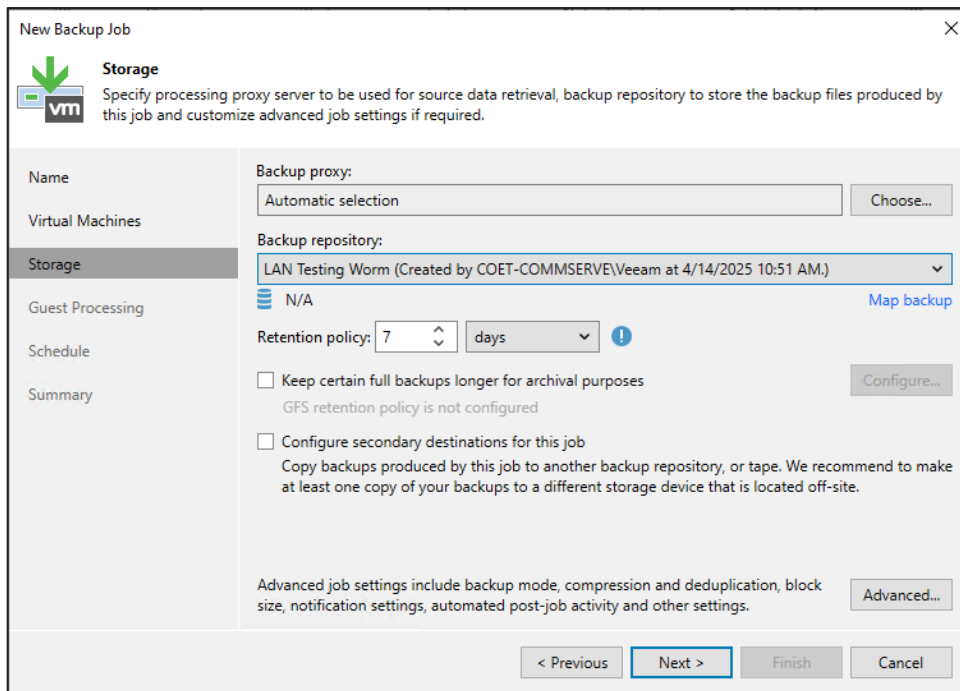 New Backup Job
Storage
Specify processing proxy server to be used for source data retrieval, backup repository to store the backup files produced by
this job and customize advanced job settings if required.
vm
Name
Virtual Machines
Storage
Guest Processing
Schedule
Summary
Backup proxy:
Automatic selection
Choose...
Backup repository:
LAN Testing Worm (Created by COET-COMMSERVE\Veeam at 4/14/2025 10:51 AM.)
N/A
Map backup
Retention policy: 7 days
Keep certain full backups longer for archival purposes
Configure...
GFS retention policy is not configured
Configure secondary destinations for this job
Copy backups produced by this job to another backup repository, or tape. We recommend to make
at least one copy of your backups to a different storage device that is located off-site.
Advanced job settings include backup mode, compression and deduplication, block
size, notification settings, automated post-job activity and other settings.
Advanced...
< Previous
Next >
Finish
Cancel